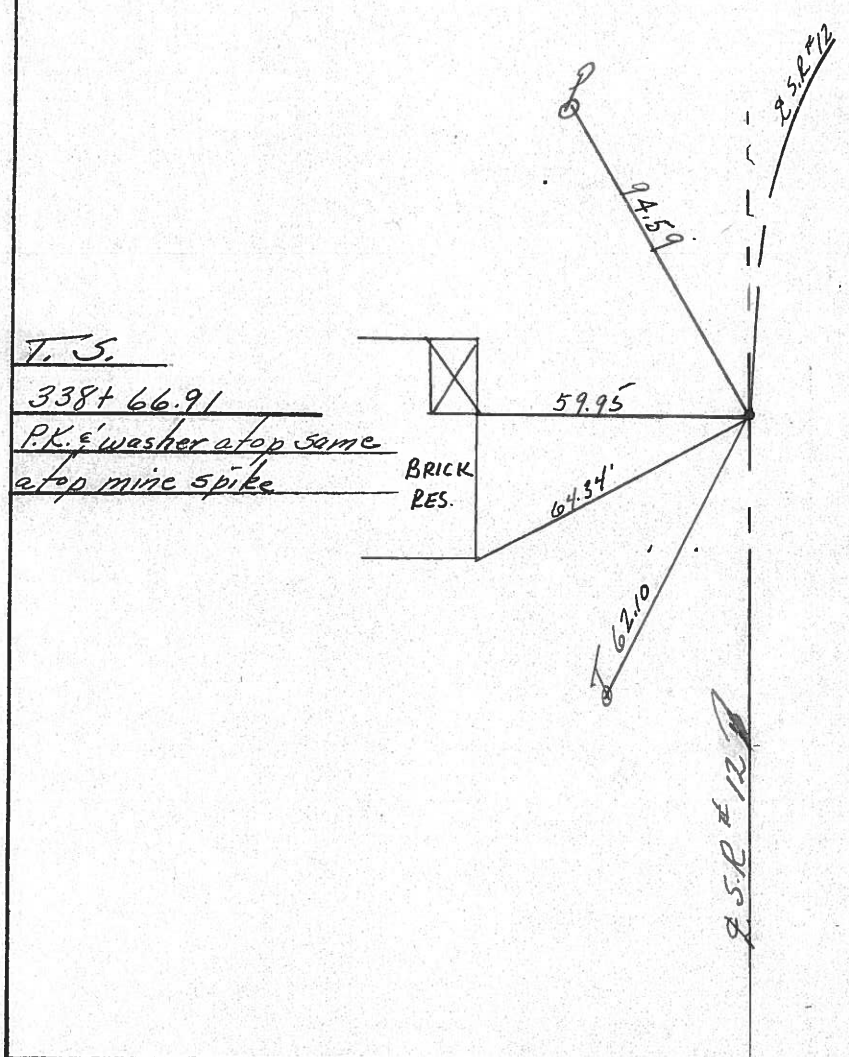 ℄ S.R. #12
P
94.59
T. S.
338+66.91
P.K. & washer atop same
atop mine spike
59.95
BRICK
RES.
64.34'
62.10
T
℄ S.R. #12